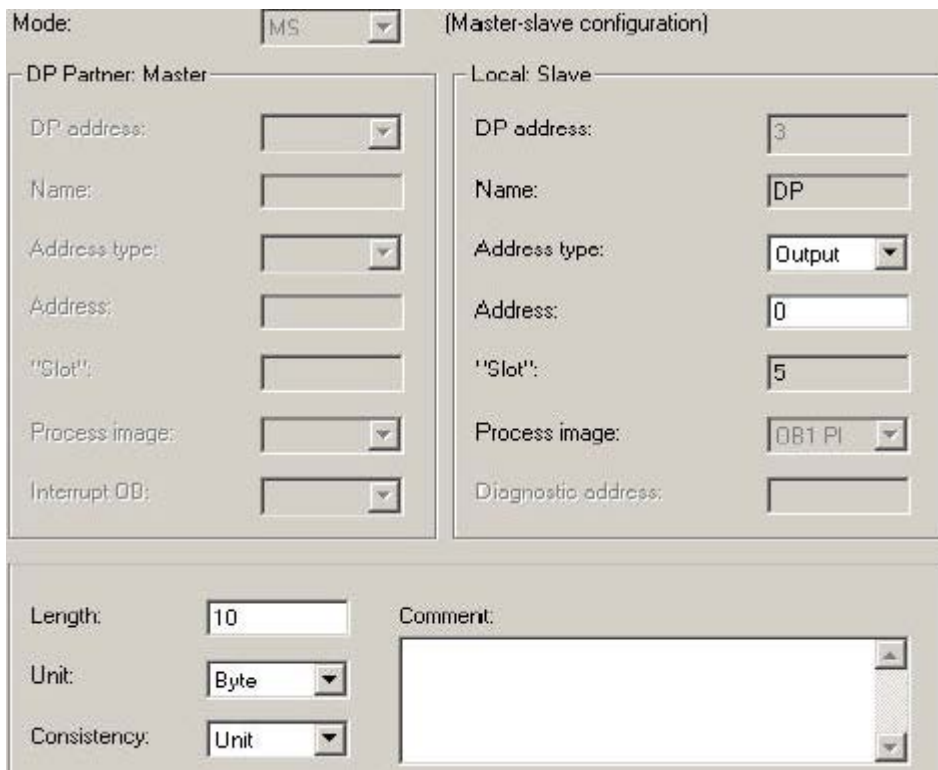 Mode: MS (Master-slave configuration)
DP Partner: Master
DP address:
Name:
Address type:
Address:
"Slot":
Process image:
Interrupt OB:
Local: Slave
DP address: 3
Name: DP
Address type: Output
Address: 0
"Slot": 5
Process image: OB1 PI
Diagnostic address:
Length: 10
Unit: Byte
Consistency: Unit
Comment: